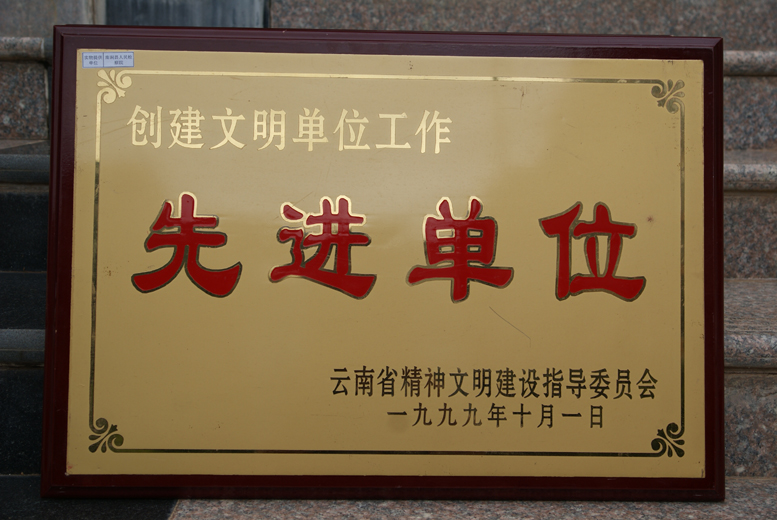 创建文明单位工作
先进单位
云南省精神文明建设指导委员会
一九九九年十月一日